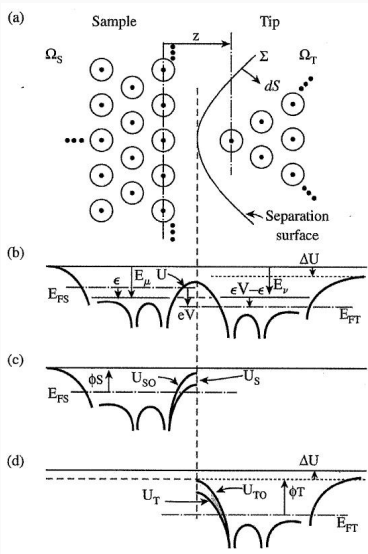 (a)
Sample
z
Tip
Ω_S
Σ
Ω_T
dS
Separation
surface
(b)
ΔU
ϵ
E_μ
U
E_ν
E_FS
eV
ϵV−ϵ
E_FT
(c)
ϕS
U_SO
U_S
E_FS
(d)
ΔU
U_T
U_TO
ϕT
E_FT